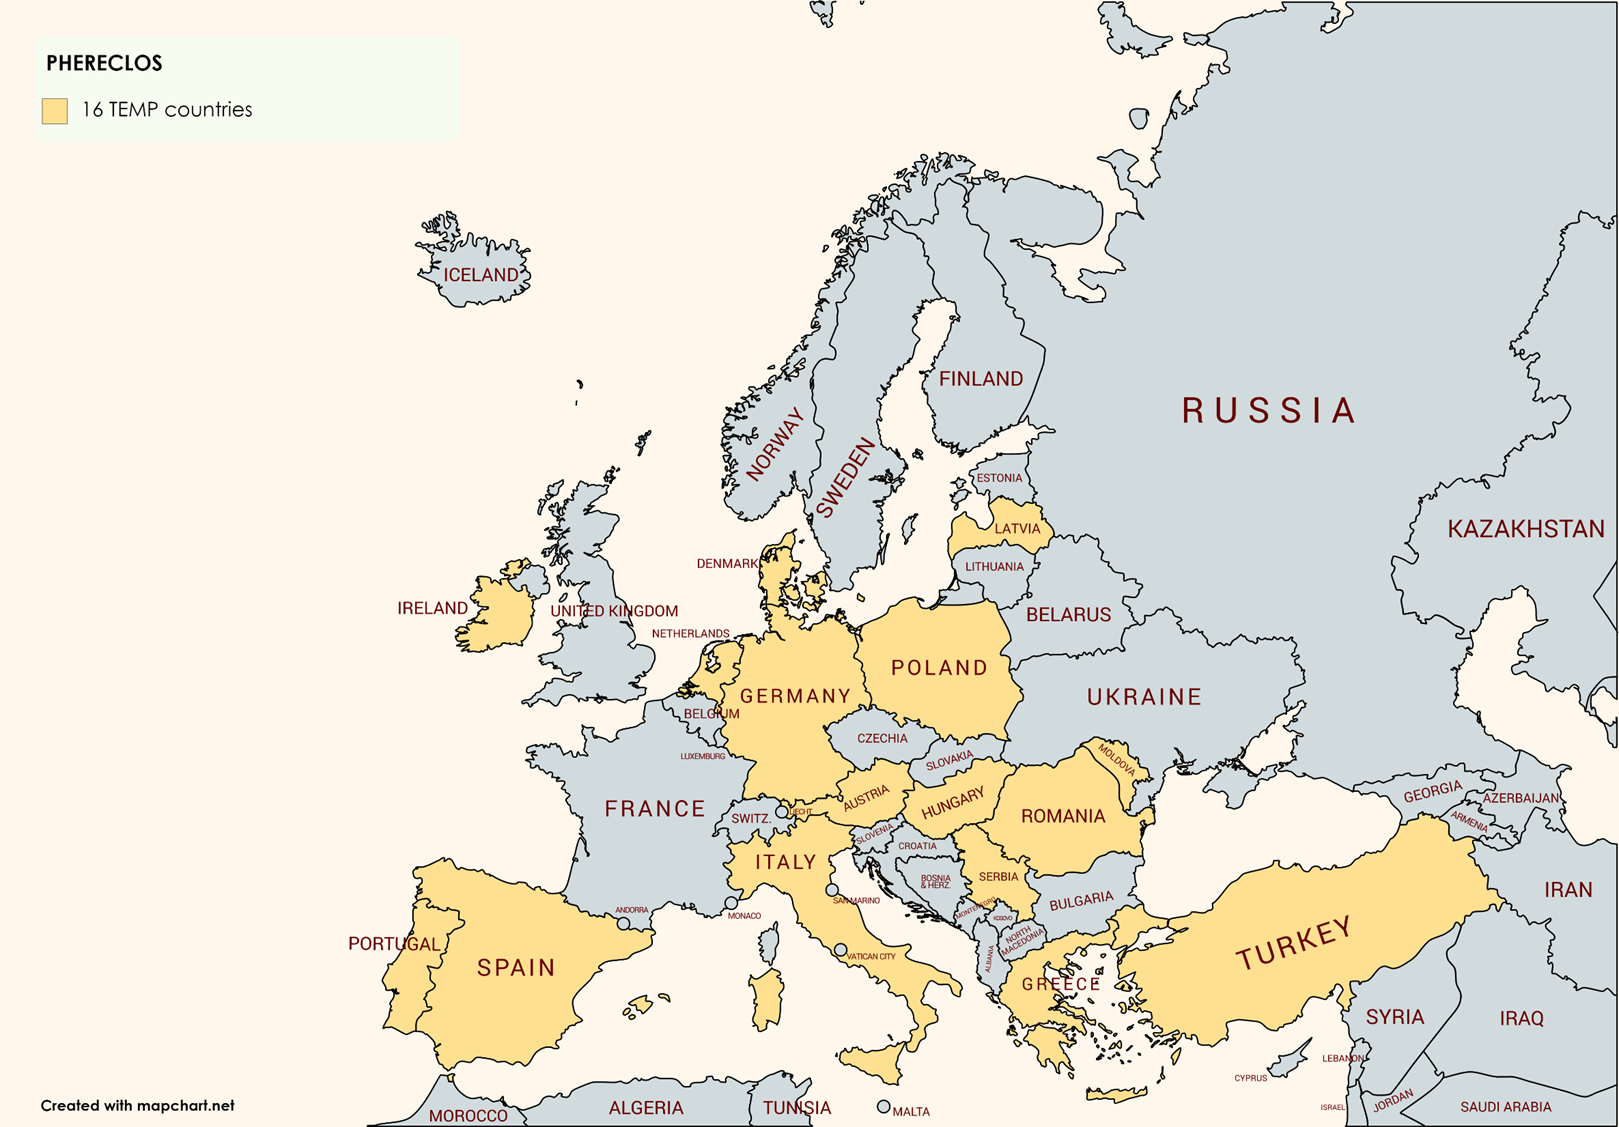 PHERECLOS
16 TEMP countries
ICELAND
FINLAND
RUSSIA
NORWAY
SWEDEN
ESTONIA
LATVIA
KAZAKHSTAN
DENMARK
LITHUANIA
IRELAND
UNITED KINGDOM
BELARUS
NETHERLANDS
POLAND
GERMANY
UKRAINE
BELGIUM
CZECHIA
LUXEMBURG
SLOVAKIA
MOLDOVA
AUSTRIA
HUNGARY
GEORGIA
AZERBAIJAN
FRANCE
SWITZ.
LIECHT.
ROMANIA
ARMENIA
SLOVENIA
CROATIA
ITALY
SERBIA
BOSNIA
& HERZ.
IRAN
BULGARIA
SAN MARINO
MONTENEGRO
KOSOVO
ANDORRA
MONACO
PORTUGAL
NORTH
MACEDONIA
TURKEY
SPAIN
VATICAN CITY
ALBANIA
GREECE
SYRIA
IRAQ
LEBANON
CYPRUS
Created with mapchart.net
MOROCCO
ALGERIA
TUNISIA
MALTA
ISRAEL
JORDAN
SAUDI ARABIA